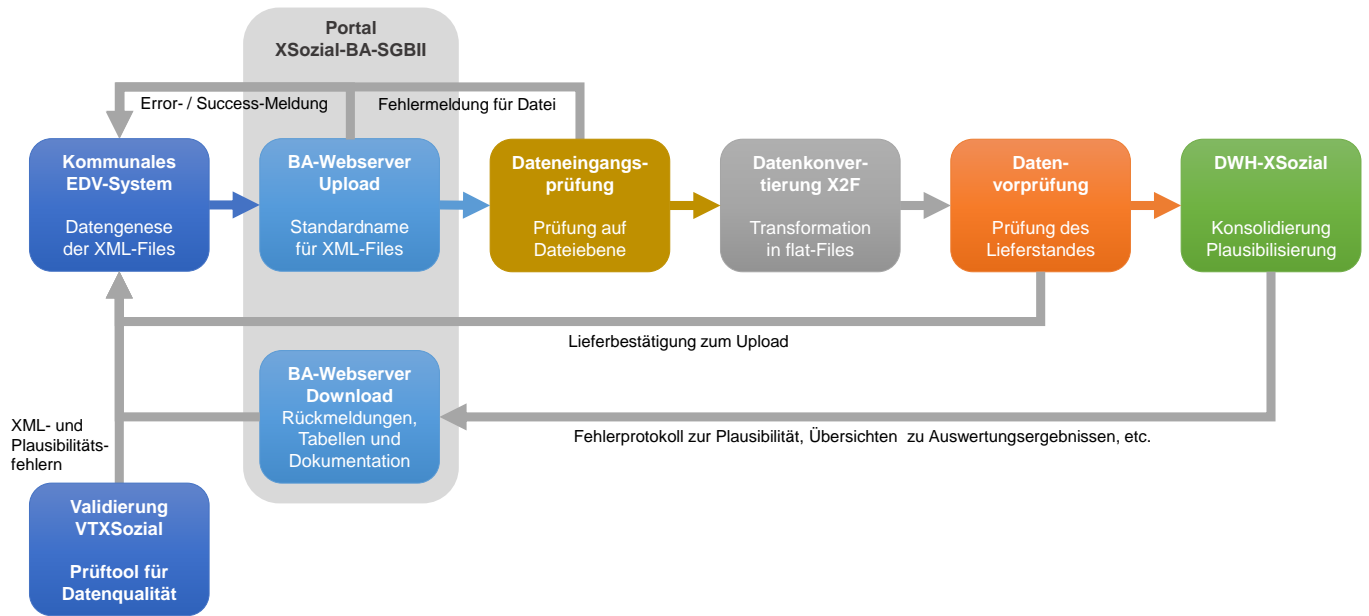 Portal
XSozial-BA-SGBII
Error- / Success-Meldung
Fehlermeldung für Datei
Kommunales
EDV-System
Datengenese
der XML-Files
BA-Webserver
Upload
Standardname
für XML-Files
Dateneingangs-
prüfung
Prüfung auf
Dateiebene
Datenkonver-
tierung X2F
Transformation
in flat-Files
Daten-
vorprüfung
Prüfung des
Lieferstandes
DWH-XSozial
Konsolidierung
Plausibilisierung
Lieferbestätigung zum Upload
BA-Webserver
Download
Rückmeldungen,
Tabellen und
Dokumentation
Fehlerprotokoll zur Plausibilität, Übersichten zu Auswertungsergebnissen, etc.
XML- und
Plausibilitäts-
fehlern
Validierung
VTXSozial
Prüftool für
Datenqualität